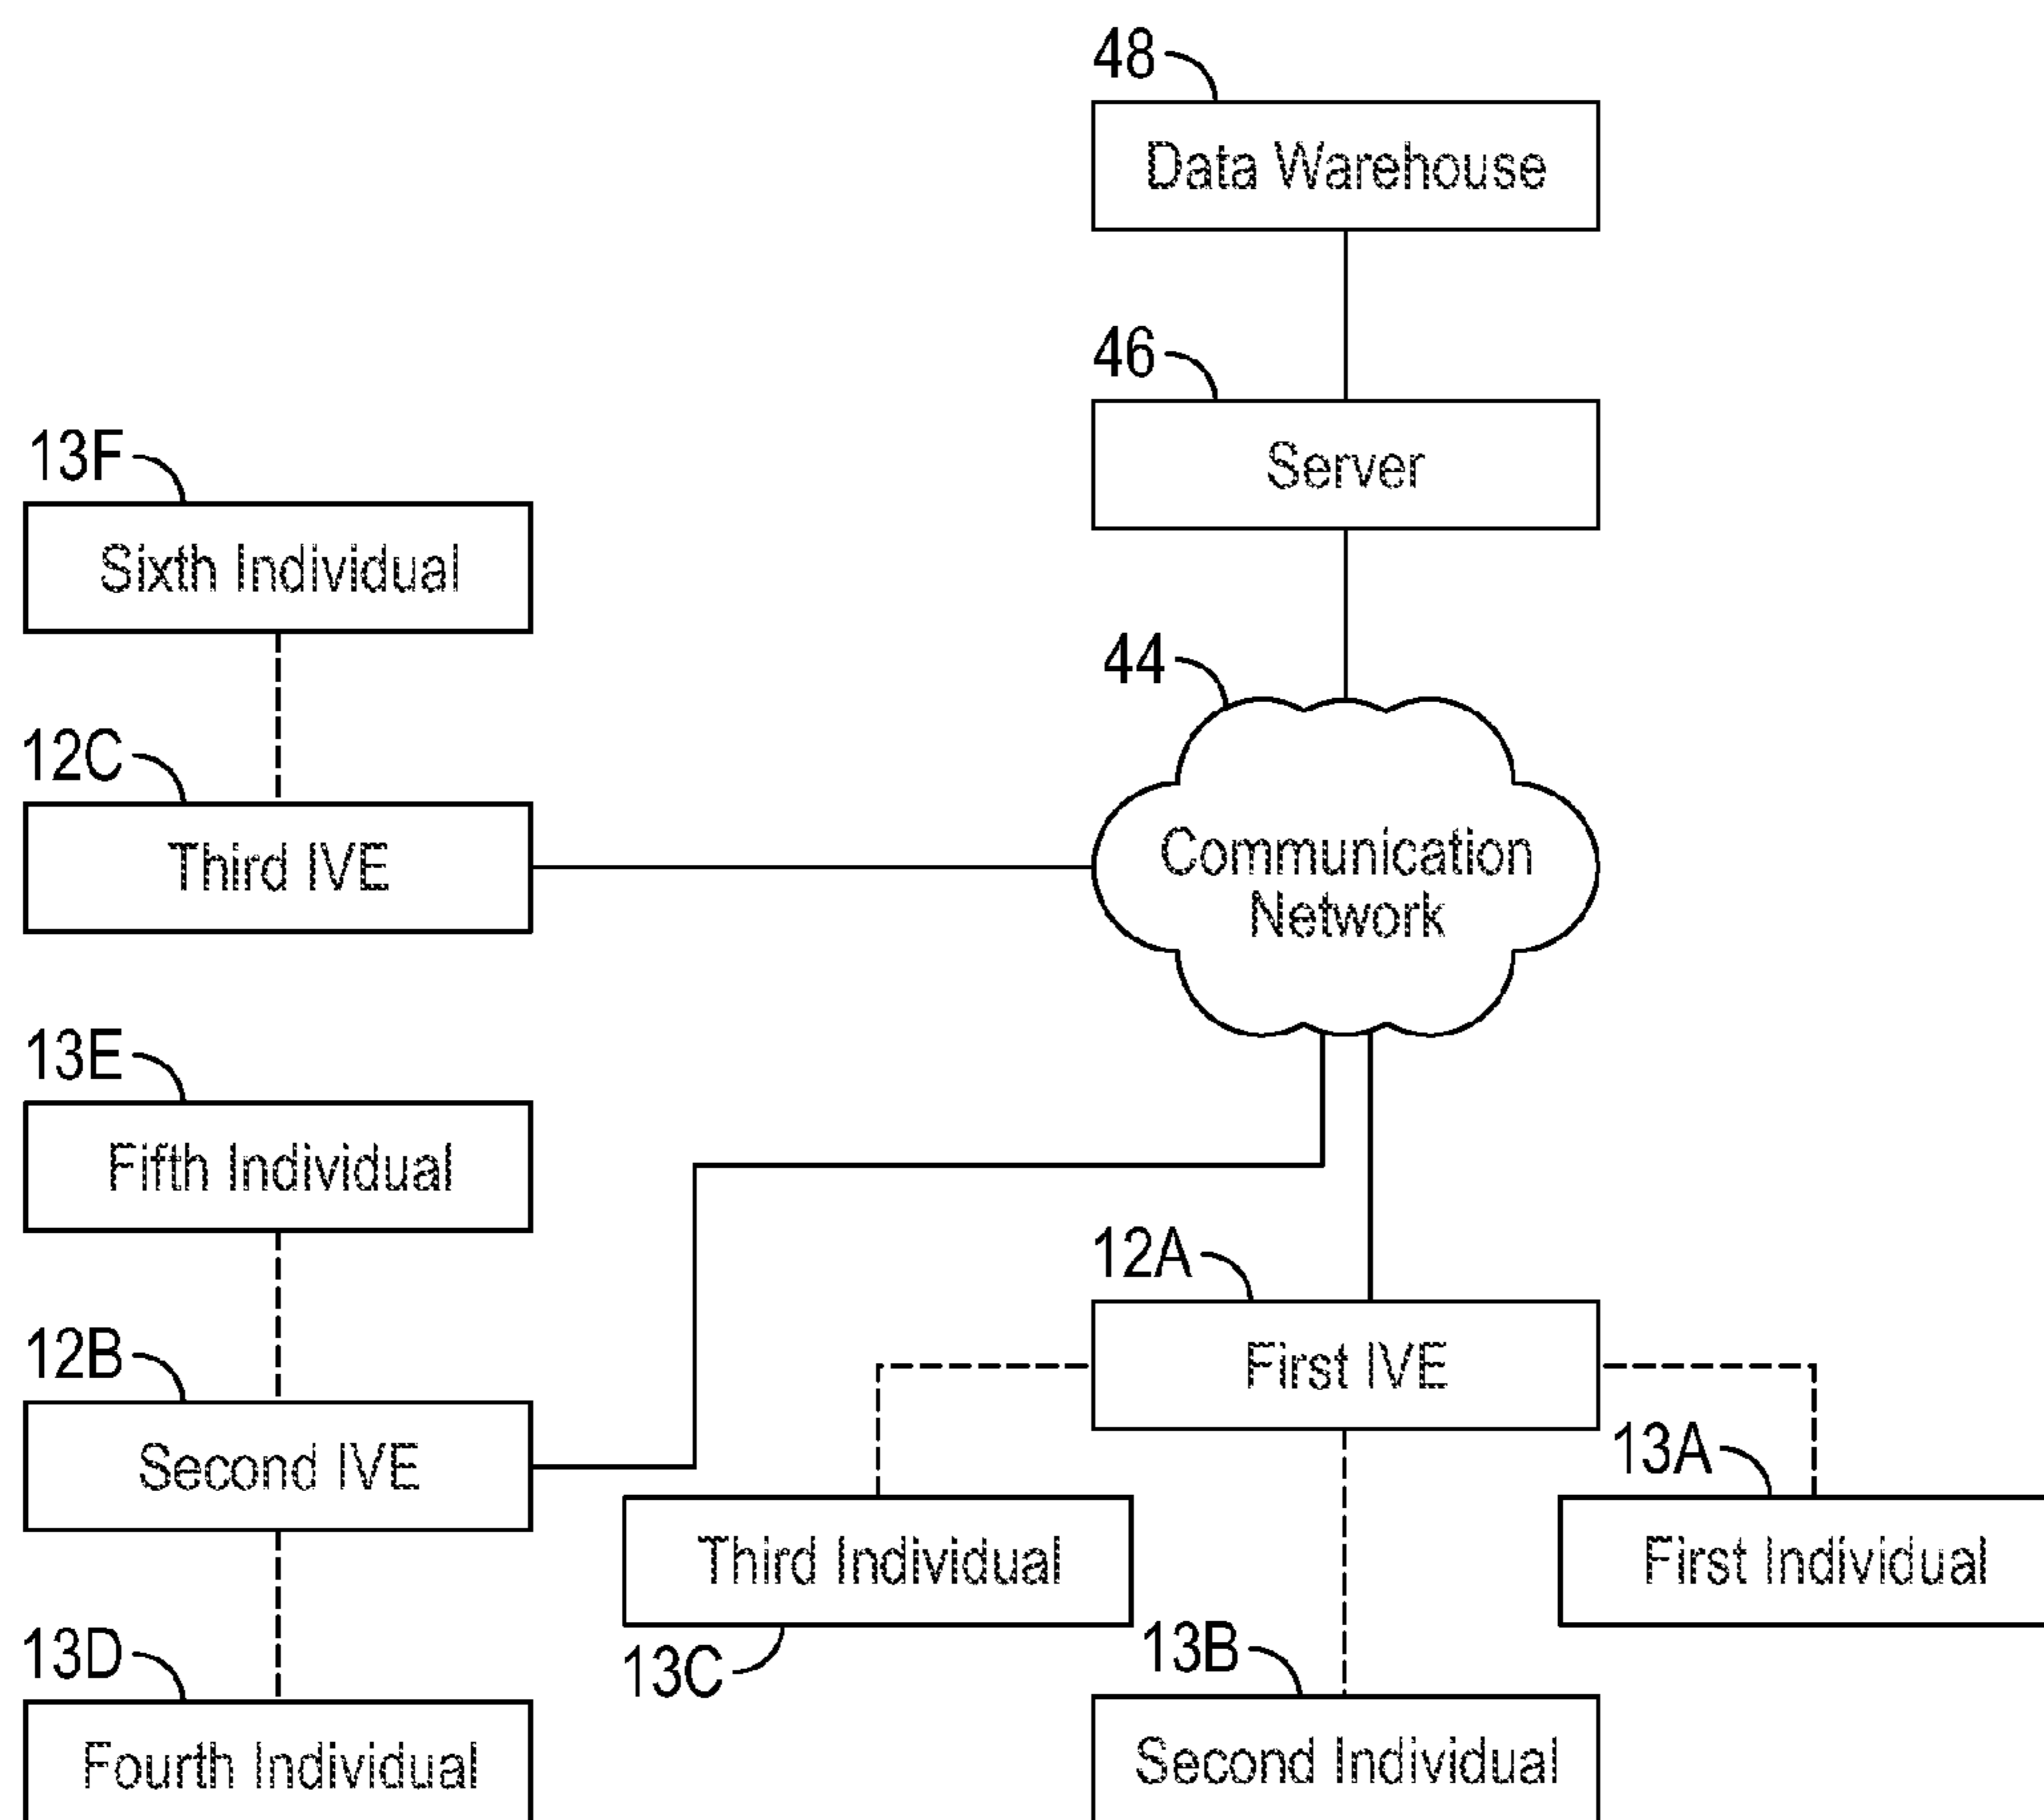 48
Data Warehouse
46
Server
13F
Sixth Individual
44
12C
Third IVE
Communication
Network
13E
Fifth Individual
12A
First IVE
12B
Second IVE
13A
Third Individual
First Individual
13C
13B
13D
Second Individual
Fourth Individual